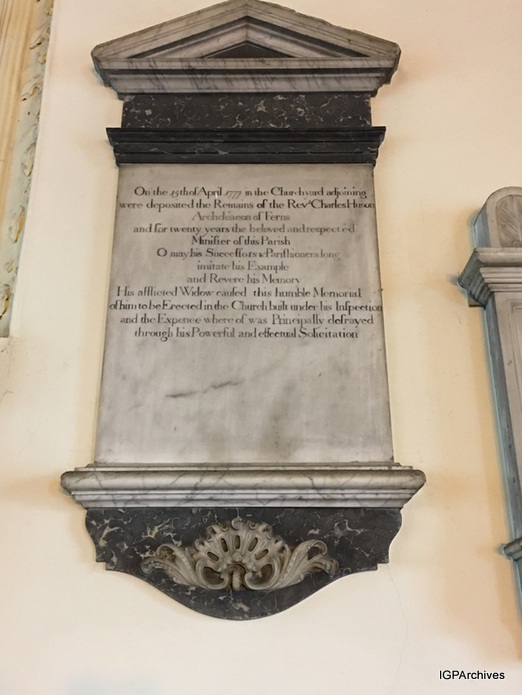 On the 15th of April 1777 in the Churchyard adjoining
were deposited the Remains of the Revd Charles Huson
Archdeacon of Ferns
and for twenty years the beloved and respected
Minister of this Parish
O may his Successors & Parishioners long
imitate his Example
and Revere his Memory
His afflicted Widow caused this humble Memorial
of him to be Erected in the Church built under his Inspection
and the Expence where of was Principally defrayed
through his Powerful and effectual Solicitation
IGPArchives